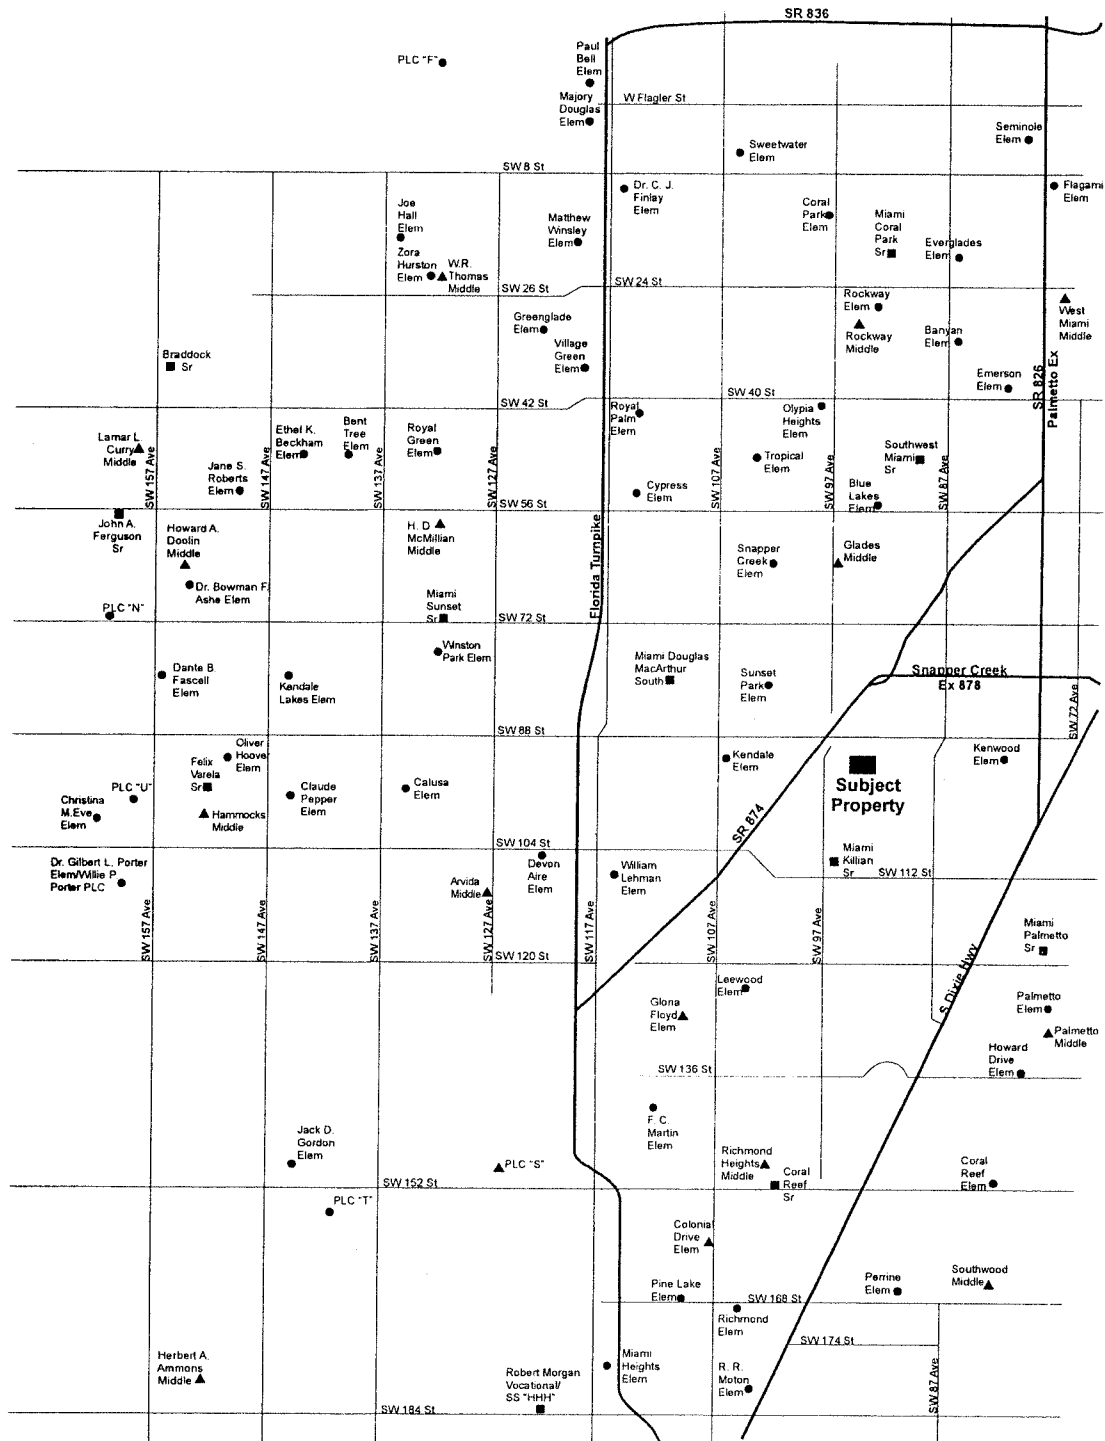 SR 836
PLC "F"
Paul
Bell
Elem
W Flagler St
Majory
Douglas
Elem
Seminole
Elem
Sweetwater
Elem
SW 8 St
Dr. C. J.
Finlay
Elem
Flagami
Elem
Joe
Hall
Elem
Matthew
Winsley
Elem
Coral
Park
Elem
Miami
Coral
Park
Sr
Everglades
Elem
Zora
Hurston
Elem
W.R.
Thomas
Middle
SW 26 St
SW 24 St
Rockway
Elem
West
Miami
Middle
Greenglade
Elem
Rockway
Middle
Banyan
Elem
Village
Green
Elem
Braddock
Sr
Emerson
Elem
SR 826
Palmetto Ex
SW 42 St
SW 40 St
Royal
Palm
Elem
Olypia
Heights
Elem
Lamar L.
Curry
Middle
Ethel K.
Beckham
Elem
Bent
Tree
Elem
Royal
Green
Elem
Southwest
Miami
Sr
Tropical
Elem
Jane S.
Roberts
Elem
Cypress
Elem
Blue
Lakes
Elem
SW 157 Ave
SW 147 Ave
SW 137 Ave
SW 127 Ave
SW 107 Ave
SW 97 Ave
SW 87 Ave
SW 56 St
John A.
Ferguson
Sr
Howard A.
Doolin
Middle
H. D
McMillian
Middle
Florida Turnpike
Snapper
Creek
Elem
Glades
Middle
Dr. Bowman F.
Ashe Elem
PLC "N"
Miami
Sunset
Sr
SW 72 St
Winston
Park Elem
Miami Douglas
MacArthur
South
Sunset
Park
Elem
Snapper Creek
Ex 878
Dante B.
Fascell
Elem
Kendale
Lakes Elem
SW 72 Ave
SW 88 St
Oliver
Hoover
Elem
Felix
Varela
Sr
Kendale
Elem
Kenwood
Elem
Subject
Property
PLC "U"
Christina
M.Eve
Elem
Claude
Pepper
Elem
Calusa
Elem
Hammocks
Middle
SR 874
SW 104 St
Dr. Gilbert L. Porter
Elem/Willie P
Porter PLC
Devon
Aire
Elem
William
Lehman
Elem
Miami
Killian
Sr
SW 112 St
Arvida
Middle
SW 157 Ave
SW 147 Ave
SW 137 Ave
SW 127 Ave
SW 117 Ave
SW 107 Ave
SW 97 Ave
Miami
Palmetto
Sr
SW 120 St
S Dixie Hwy
Leewood
Elem
Gloria
Floyd
Elem
Palmetto
Elem
Palmetto
Middle
Howard
Drive
Elem
SW 136 St
F. C.
Martin
Elem
Jack D.
Gordon
Elem
PLC "S"
Richmond
Heights
Middle
Coral
Reef
Sr
Coral
Reef
Elem
SW 152 St
PLC "T"
Colonial
Drive
Elem
Pine Lake
Elem
Perrine
Elem
Southwood
Middle
SW 168 St
Richmond
Elem
SW 174 St
Herbert A.
Ammons
Middle
Robert Morgan
Vocational/
SS "HHH"
Miami
Heights
Elem
R. R.
Moton
Elem
SW 87 Ave
SW 184 St